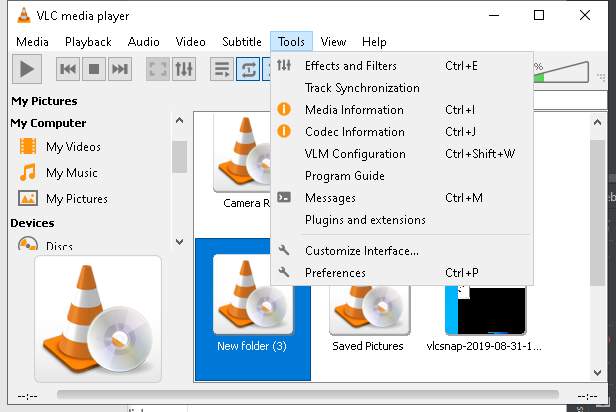 VLC media player
Media Playback Audio Video Subtitle Tools View Help
Effects and Filters Ctrl+E
Track Synchronization
Media Information Ctrl+I
Codec Information Ctrl+J
VLM Configuration Ctrl+Shift+W
Program Guide
Messages Ctrl+M
Plugins and extensions
Customize Interface...
Preferences Ctrl+P
%
My Pictures
My Computer
My Videos
My Music
My Pictures
Devices
Discs
Camera R
New folder (3)
Saved Pictures
vlcsnap-2019-08-31-1...
--:-- --:--